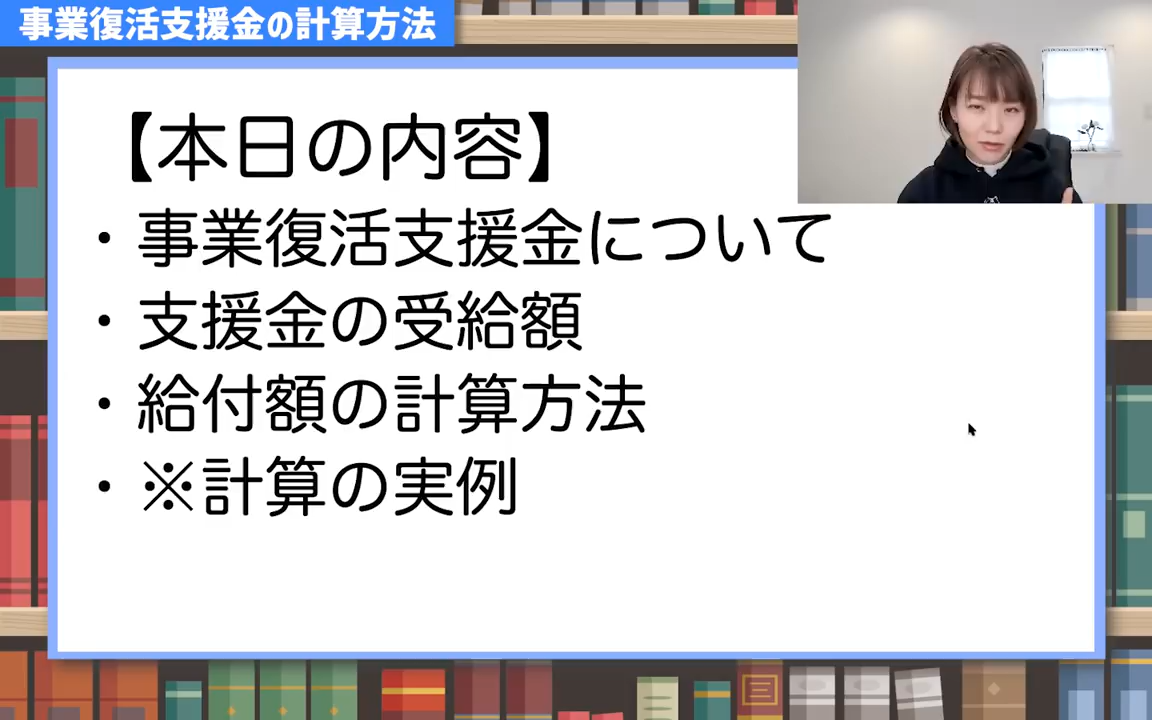 事業復活支援金の計算方法
【本日の内容】
・事業復活支援金について
・支援金の受給額
・給付額の計算方法
・※計算の実例